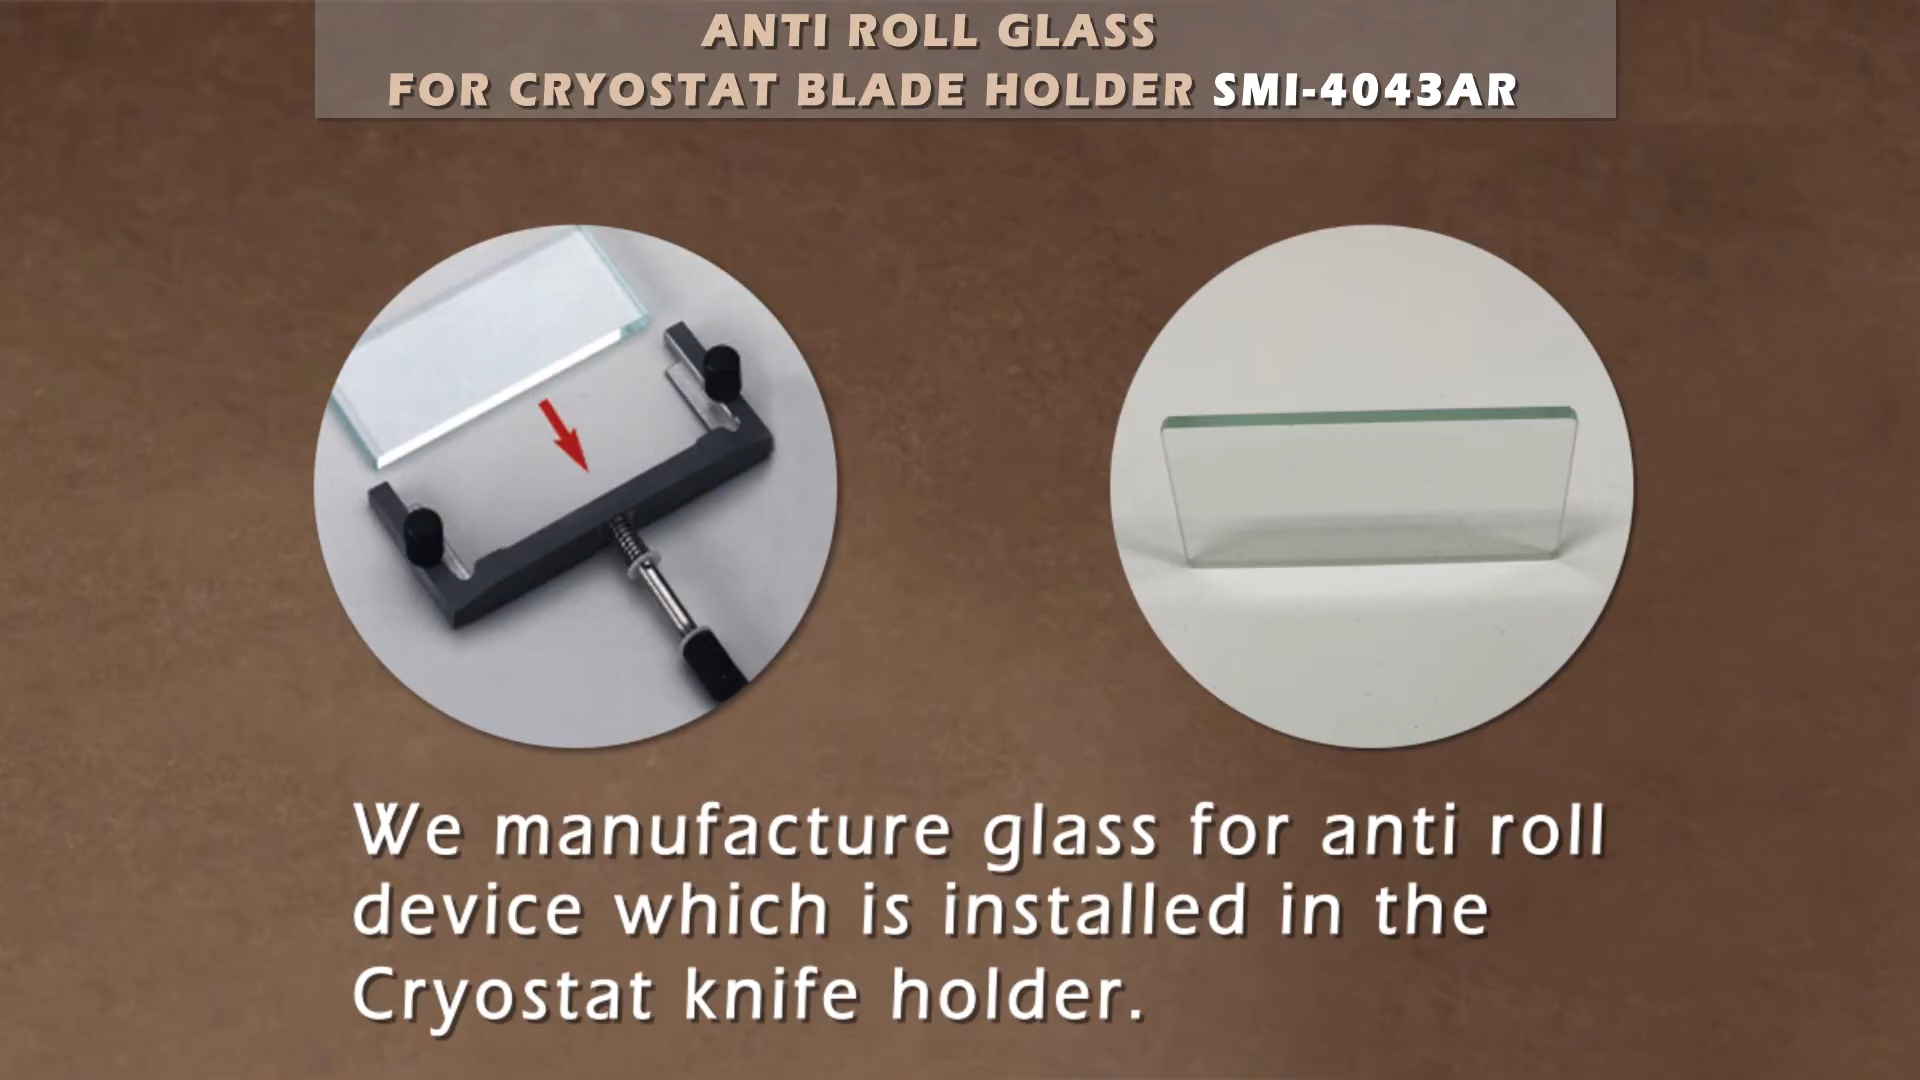 ANTI ROLL GLASS
FOR CRYOSTAT BLADE HOLDER SMI-4043AR
We manufacture glass for anti roll
device which is installed in the
Cryostat knife holder.